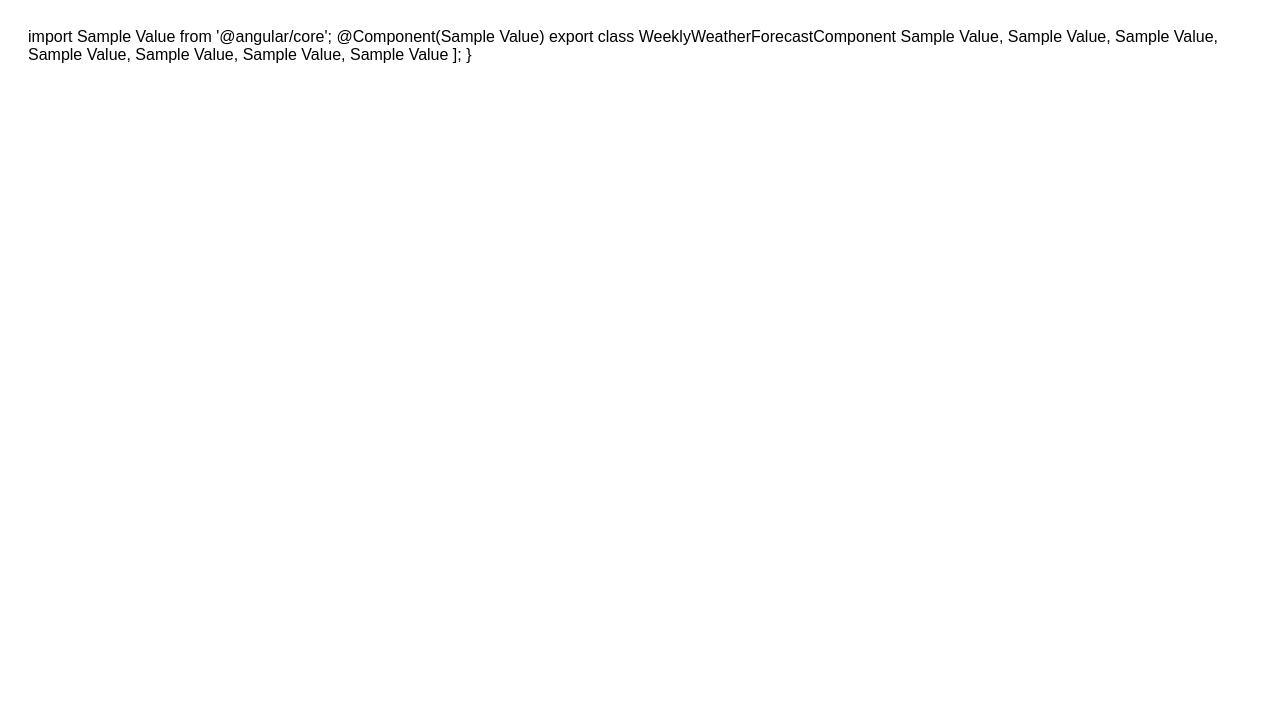 import Sample Value from '@angular/core'; @Component(Sample Value) export class WeeklyWeatherForecastComponent Sample Value, Sample Value, Sample Value,
Sample Value, Sample Value, Sample Value, Sample Value ]; }